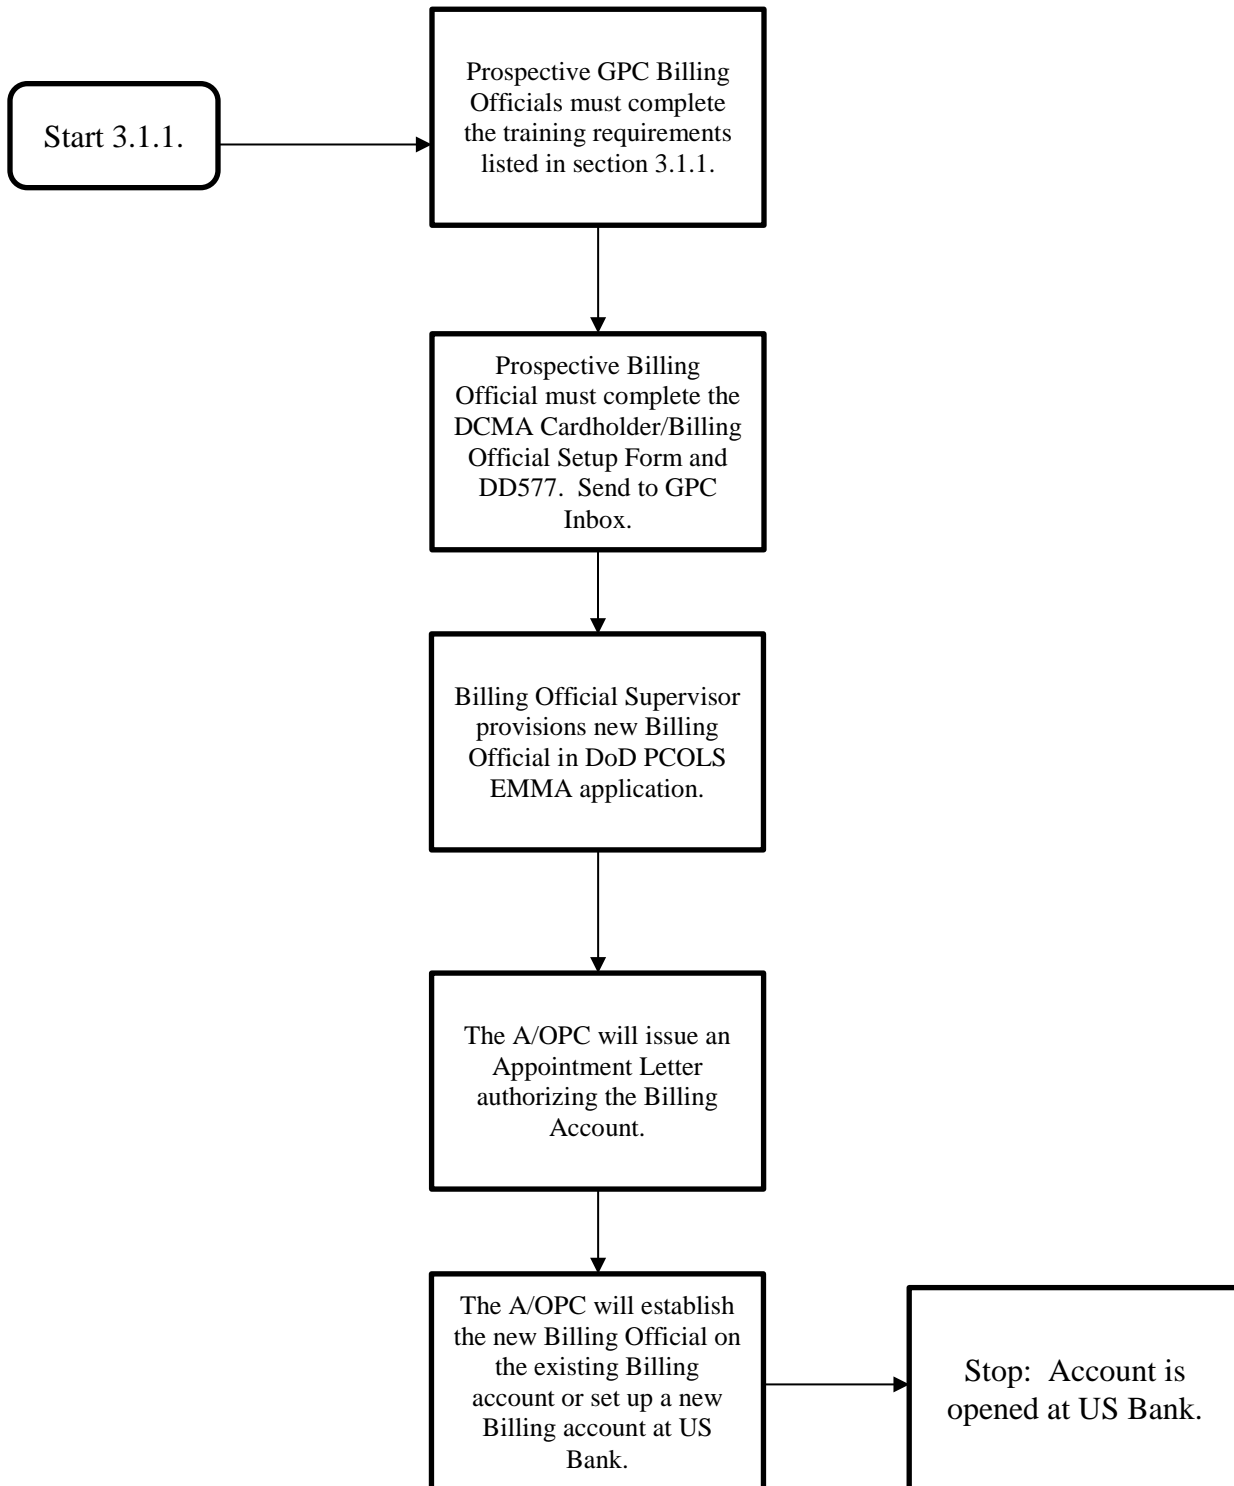 Start 3.1.1.
Prospective GPC Billing
Officials must complete
the training requirements
listed in section 3.1.1.
Prospective Billing
Official must complete the
DCMA Cardholder/Billing
Official Setup Form and
DD577.  Send to GPC
Inbox.
Billing Official Supervisor
provisions new Billing
Official in DoD PCOLS
EMMA application.
The A/OPC will issue an
Appointment Letter
authorizing the Billing
Account.
The A/OPC will establish
the new Billing Official on
the existing Billing
account or set up a new
Billing account at US
Bank.
Stop:  Account is
opened at US Bank.